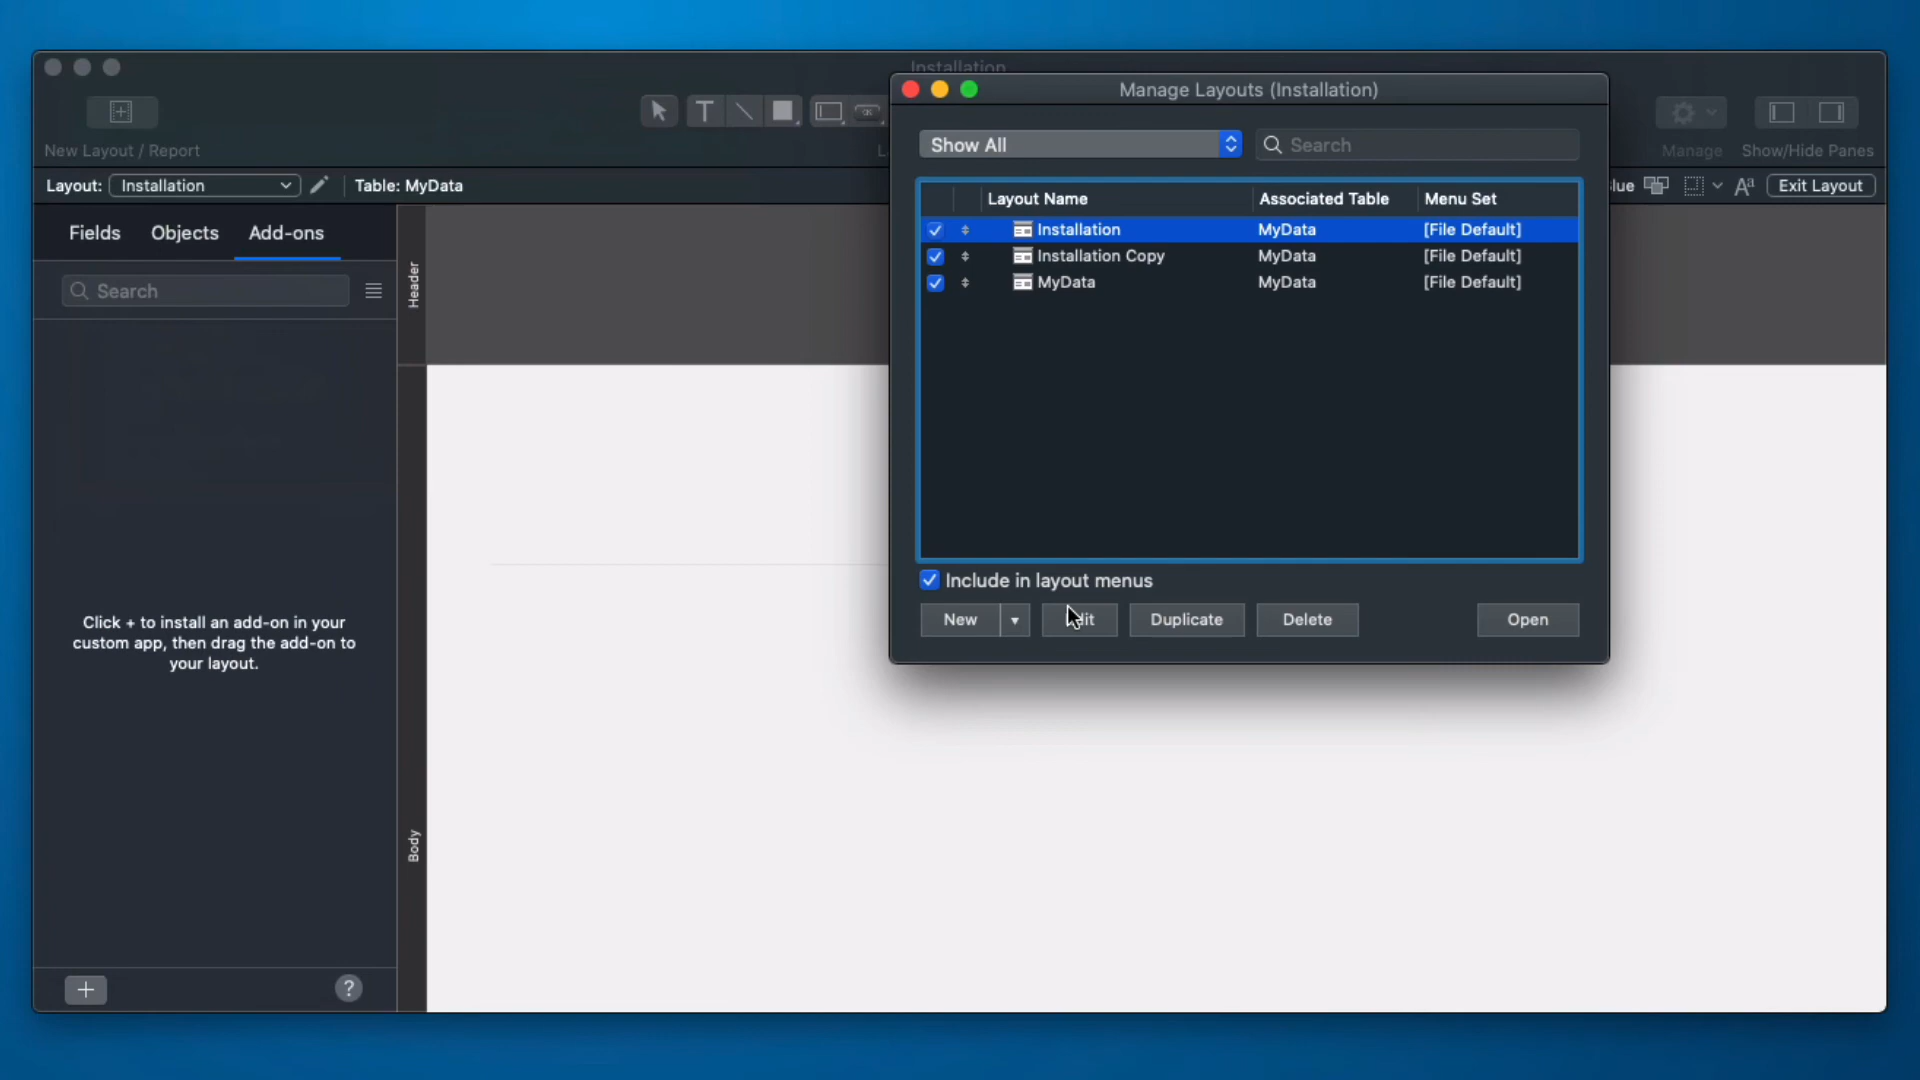 Installation
New Layout / Report
Manage
Show/Hide Panes
Layout: Installation
Table: MyData
lue
Aa
Exit Layout
Fields
Objects
Add-ons
Search
Header
Click + to install an add-on in your
custom app, then drag the add-on to
your layout.
Body
+
?
Manage Layouts (Installation)
Show All
Search
Layout Name Associated Table Menu Set
Installation MyData [File Default]
Installation Copy MyData [File Default]
MyData MyData [File Default]
Include in layout menus
New
Duplicate
Delete
Open